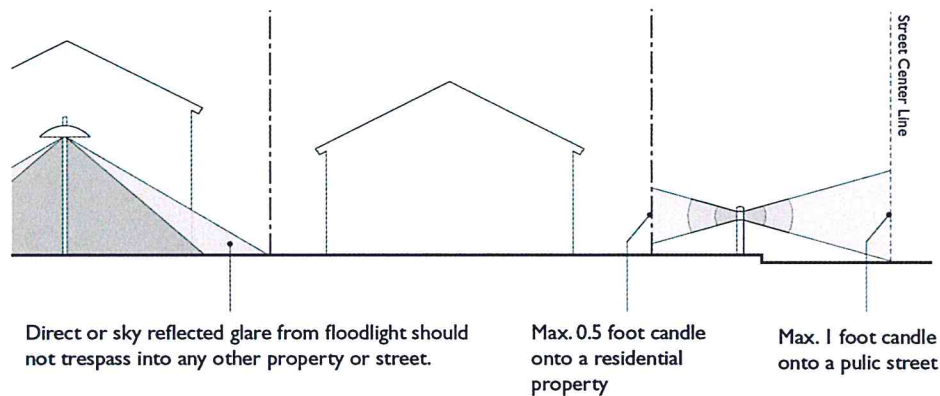 Street Center Line
Direct or sky reflected glare from floodlight should
not trespass into any other property or street.
Max. 0.5 foot candle
onto a residential
property
Max. 1 foot candle
onto a pulic street